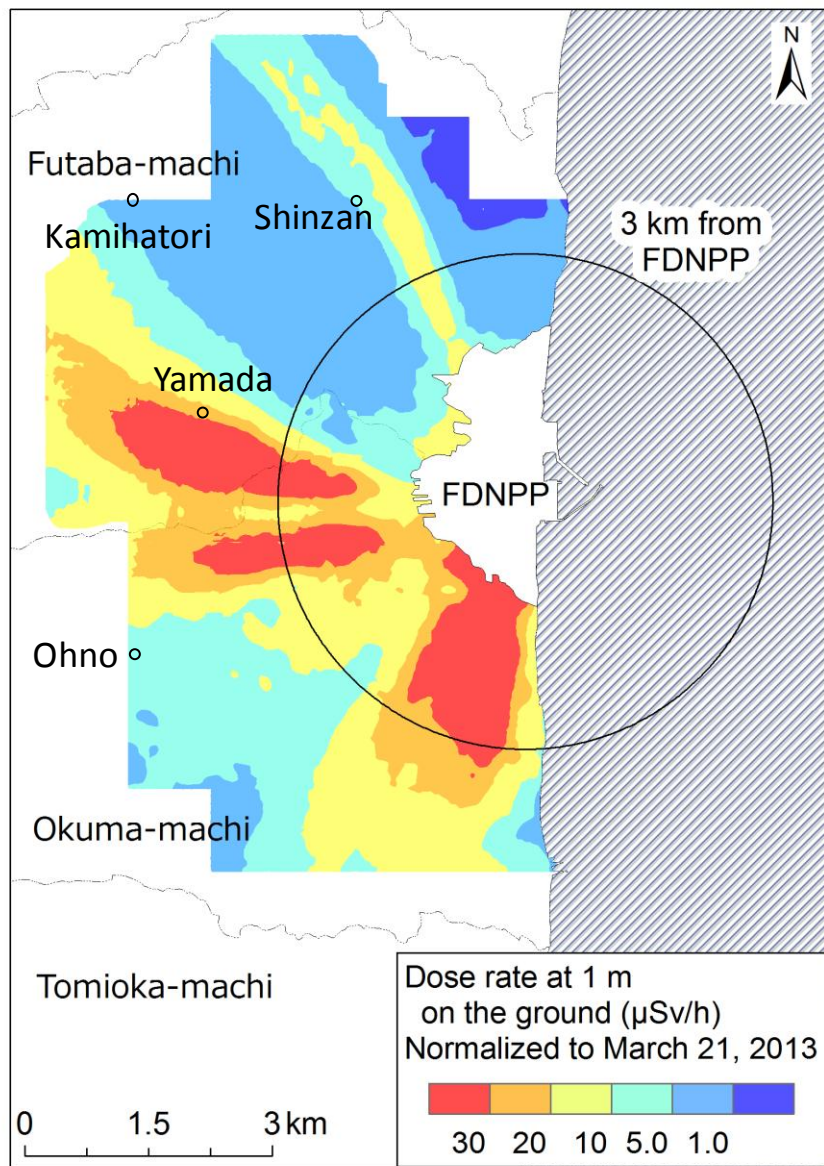 N
Futaba-machi
Shinzan
Kamihatori
3 km from
FDNPP
Yamada
FDNPP
Ohno
Okuma-machi
Tomioka-machi
Dose rate at 1 m
on the ground (μSv/h)
Normalized to March 21, 2013
30 20 10 5.0 1.0
0 1.5 3 km